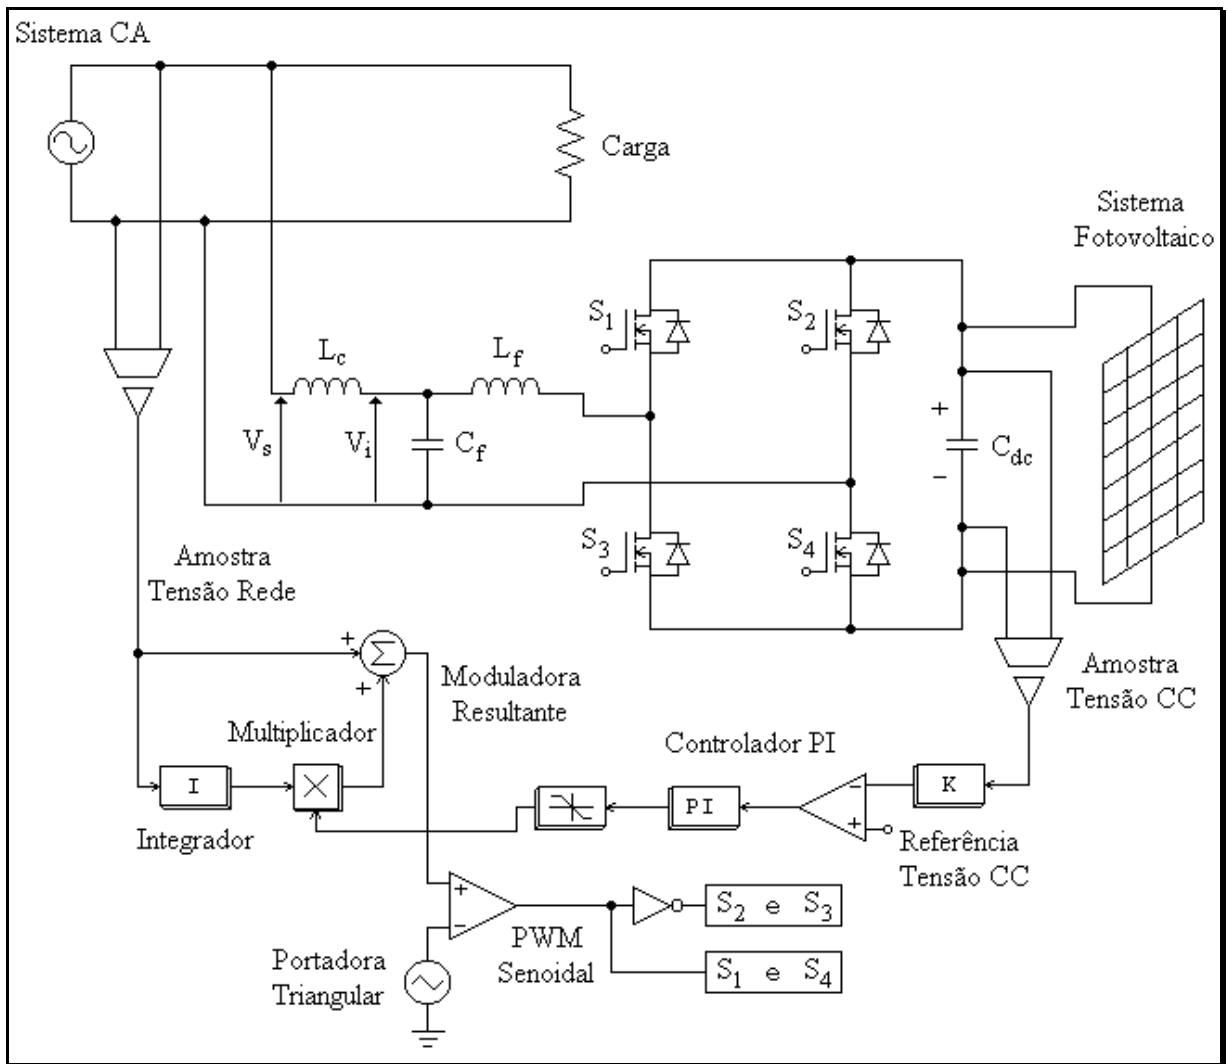 Sistema CA
Carga
Sistema
Fotovoltaico
S1
S2
Lc
Lf
Vs
Vi
Cf
+
Cdc
−
S3
S4
Amostra
Tensão Rede
+
Σ
+
Moduladora
Resultante
Amostra
Tensão CC
Multiplicador
Controlador PI
I
×
PI
−
+
K
Integrador
Referência
Tensão CC
+
−
S2 e S3
PWM
Senoidal
Portadora
Triangular
S1 e S4